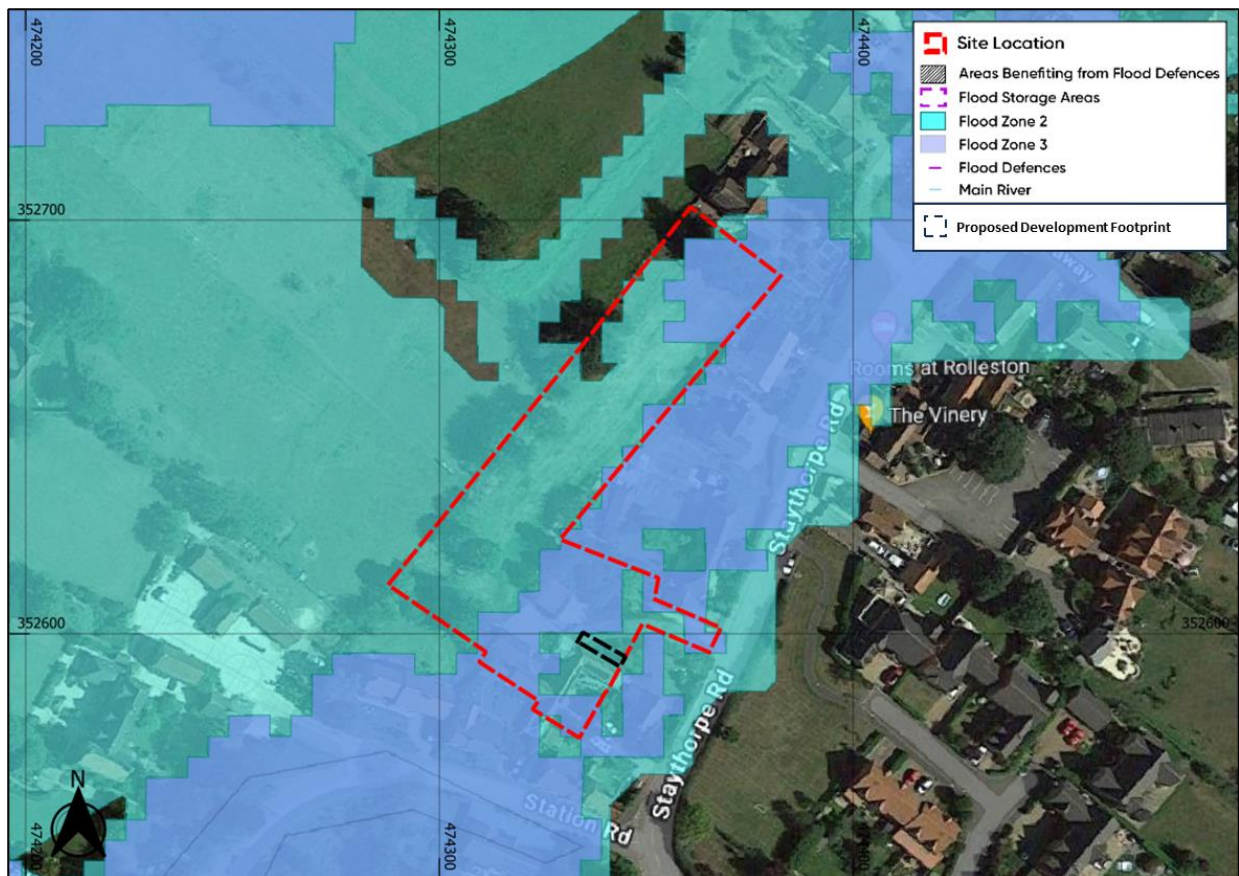 474200
474300
474400
Site Location
Areas Benefiting from Flood Defences
Flood Storage Areas
Flood Zone 2
Flood Zone 3
Flood Defences
Main River
Proposed Development Footprint
352700
Rooms at Rolleston
The Vinery
Staythorpe Rd
352600
352600
Staythorpe Rd
Station Rd
N
474200
474300